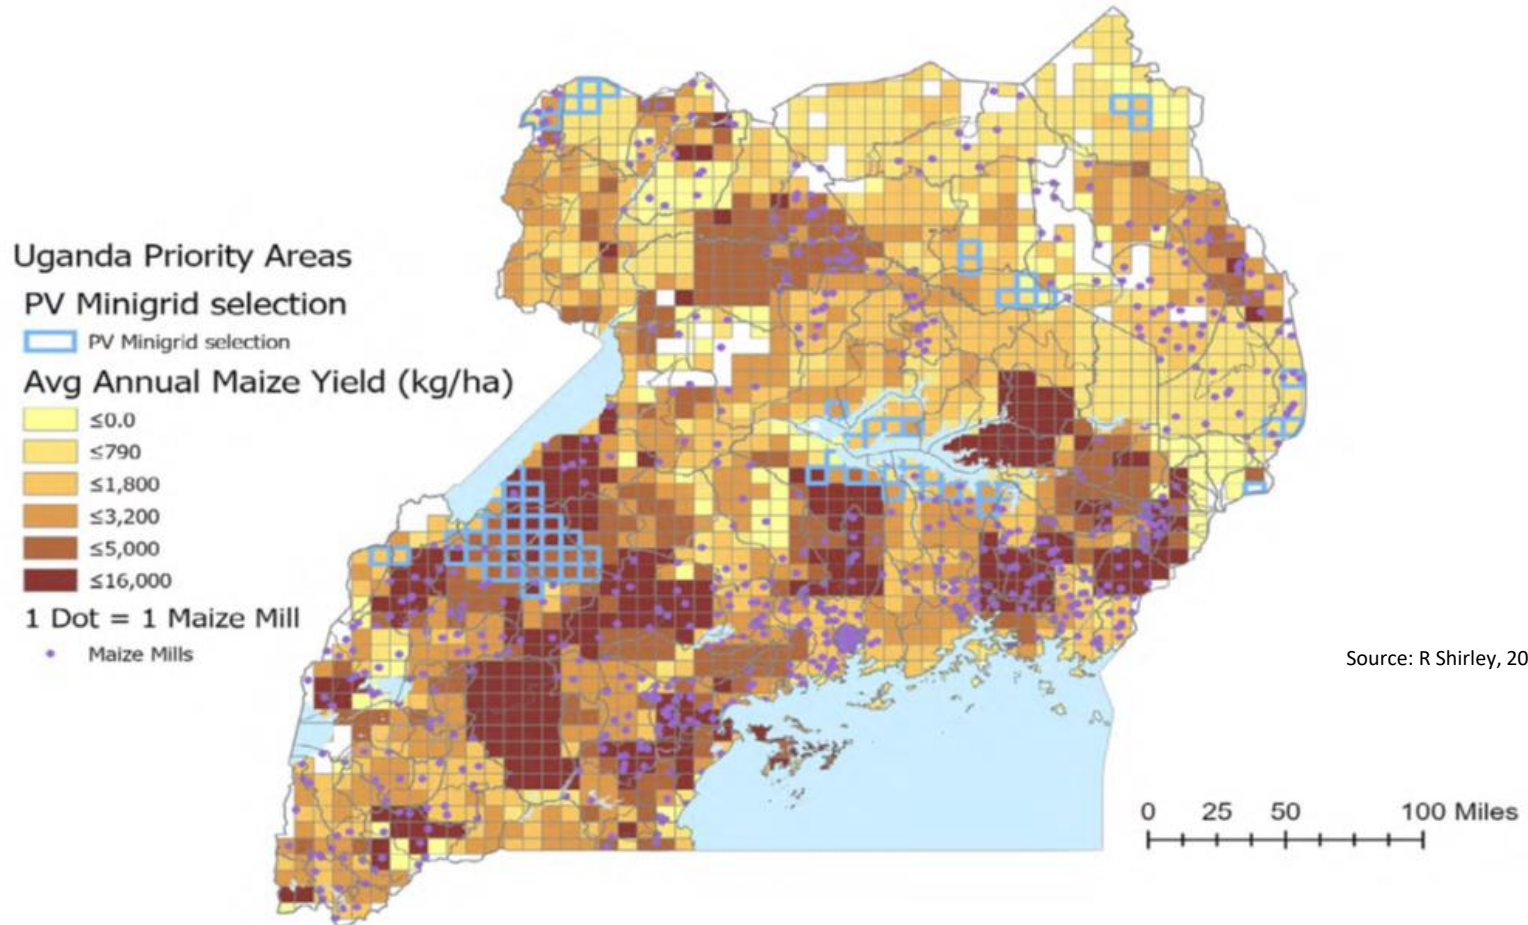 Uganda Priority Areas
PV Minigrid selection
PV Minigrid selection
Avg Annual Maize Yield (kg/ha)
≤0.0
≤790
≤1,800
≤3,200
≤5,000
≤16,000
1 Dot = 1 Maize Mill
Maize Mills
Source: R Shirley, 20
0 25 50 100 Miles